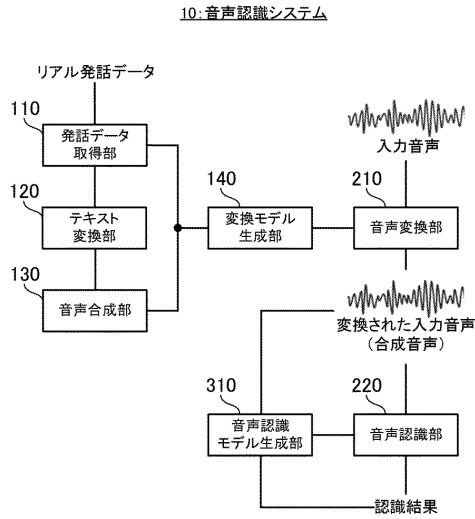 10:音声認識システム
リアル発話データ
110
発話データ
取得部
120
テキスト
変換部
130
音声合成部
140
変換モデル
生成部
入力音声
210
音声変換部
変換された入力音声
(合成音声)
310
音声認識
モデル生成部
220
音声認識部
認識結果